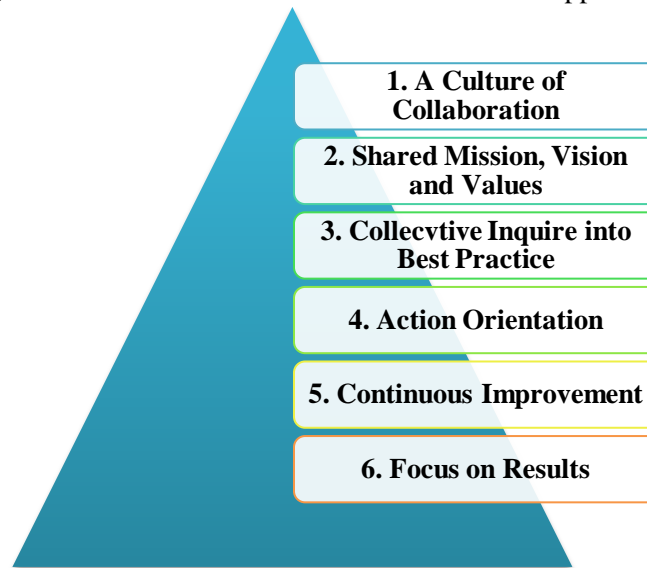 1. A Culture of
Collaboration
2. Shared Mission, Vision
and Values
3. Collecvtive Inquire into
Best Practice
4. Action Orientation
5. Continuous Improvement
6. Focus on Results